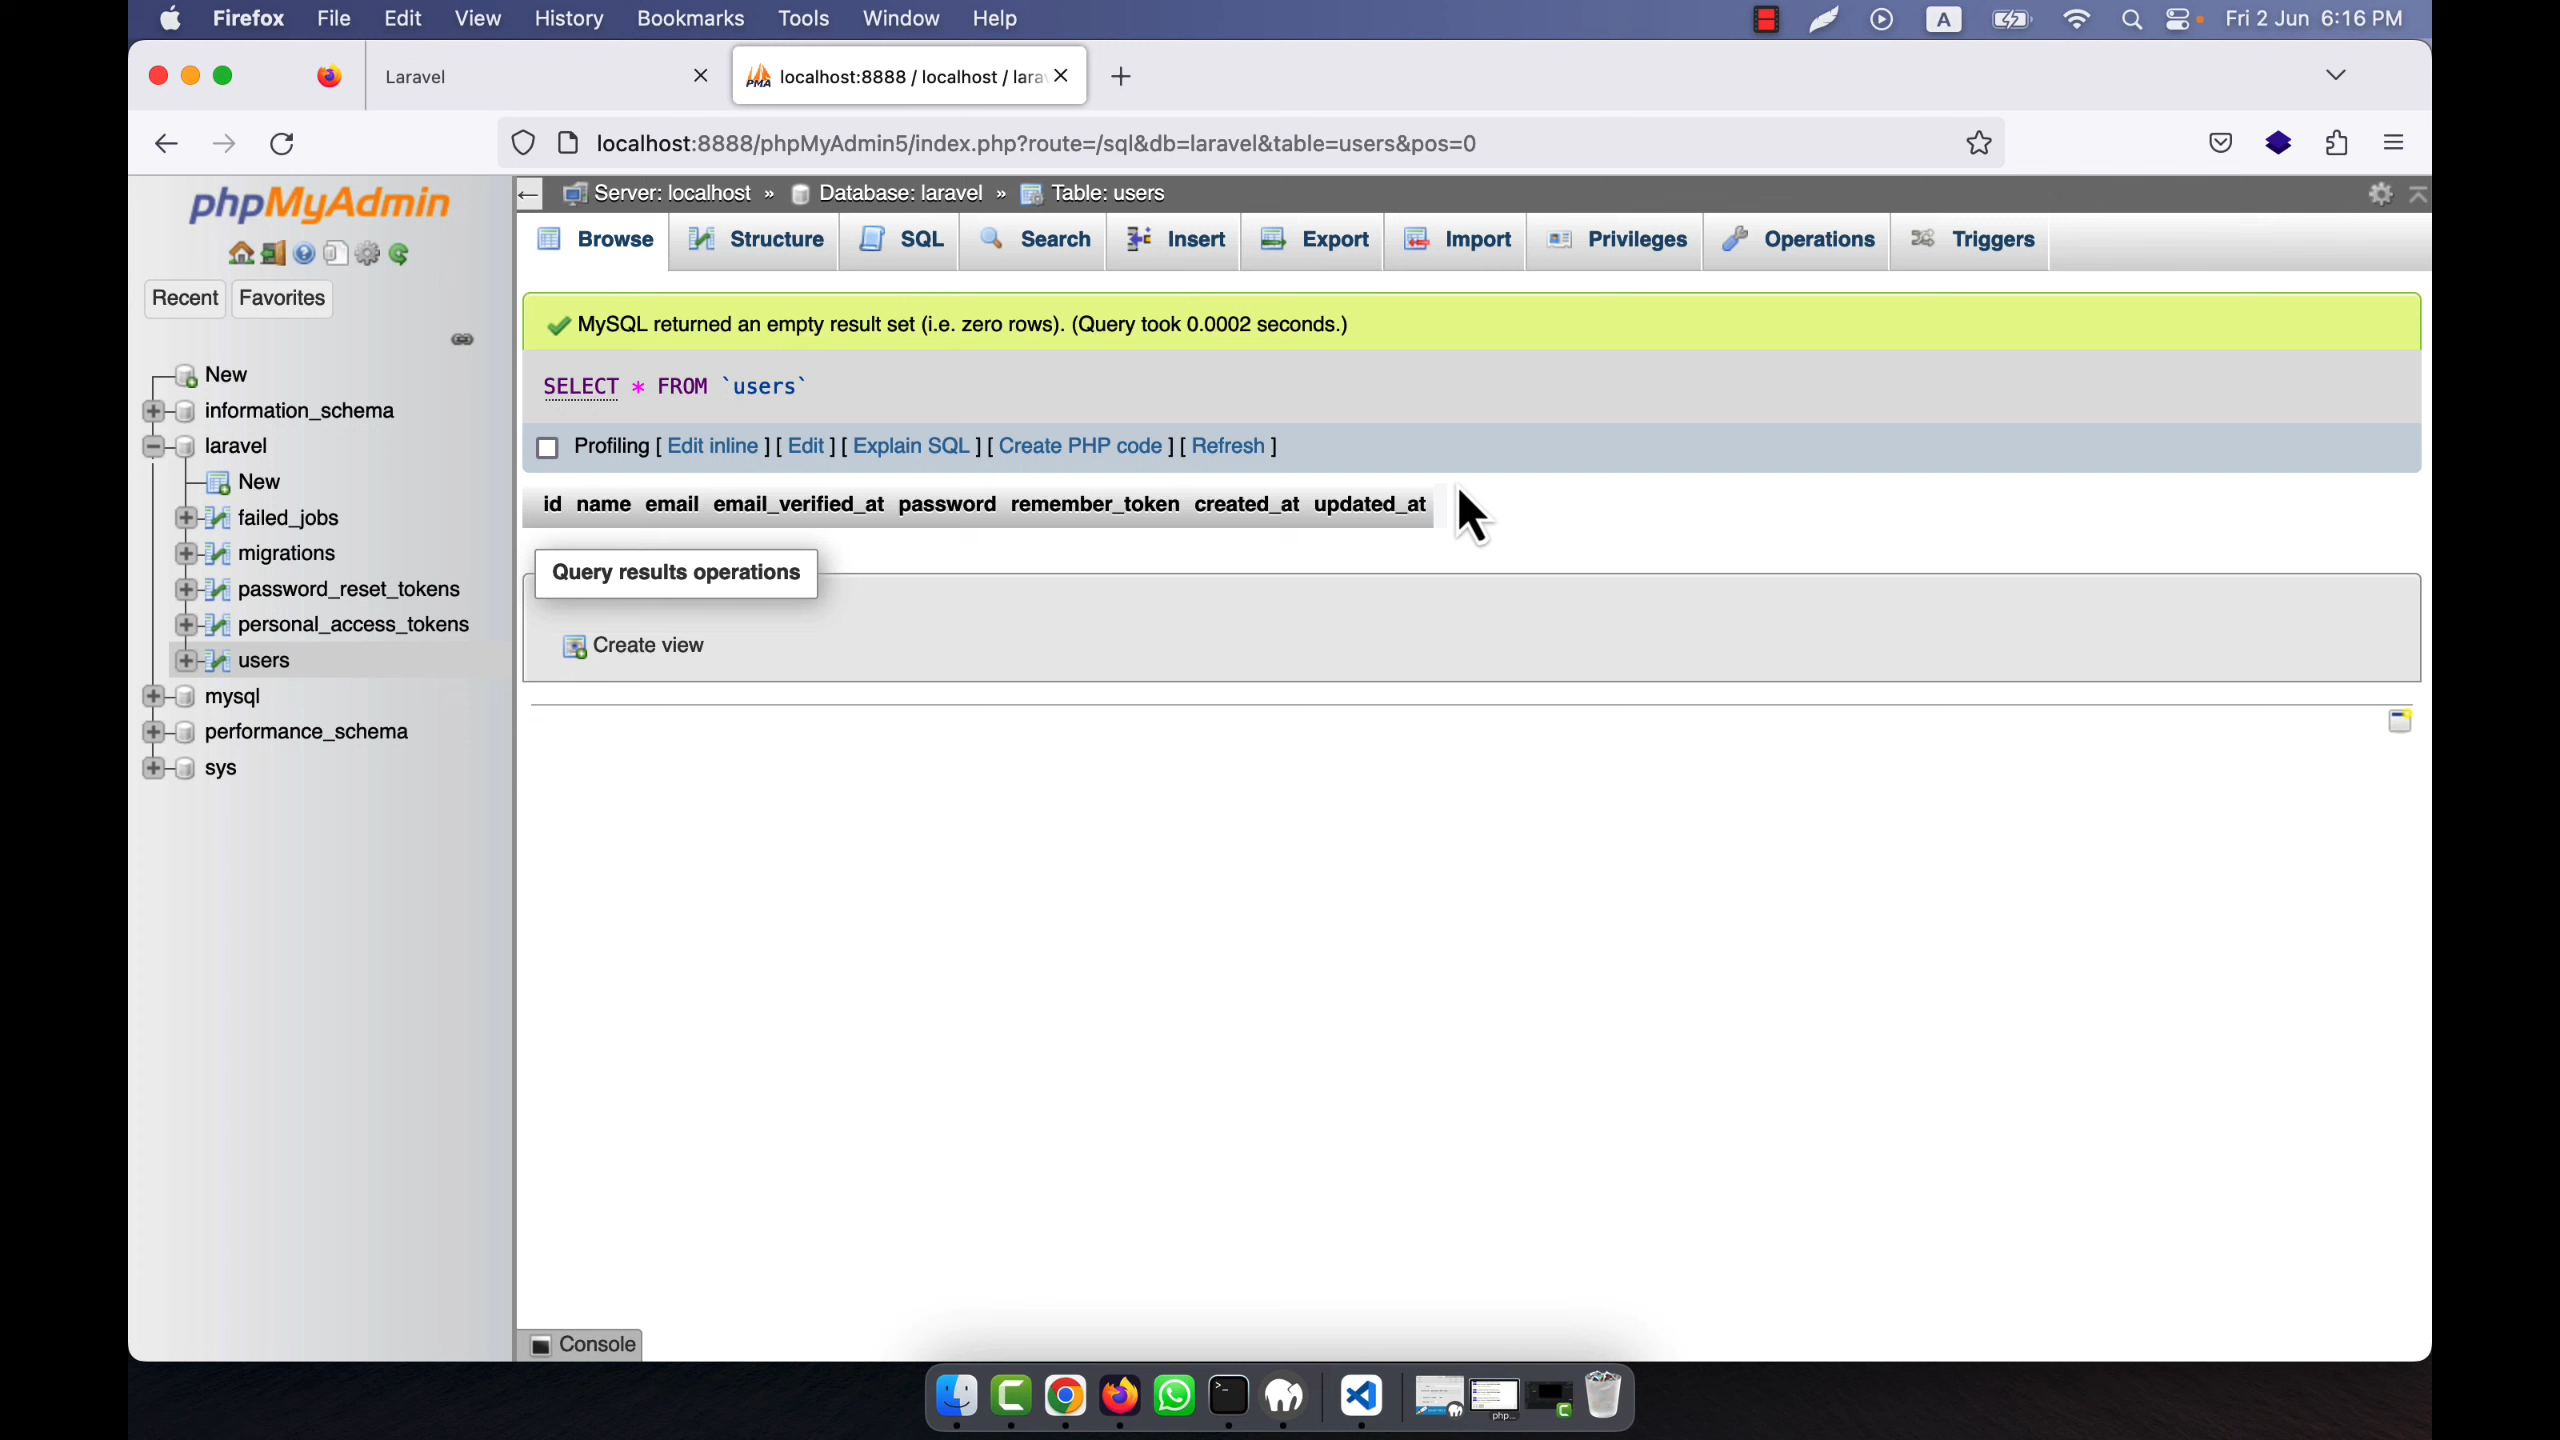 Firefox File Edit View History Bookmarks Tools Window Help A Fri 2 Jun 6:16 PM
Laravel
PMA localhost:8888 / localhost / lara
localhost:8888/phpMyAdmin5/index.php?route=/sql&db=laravel&table=users&pos=0
phpMyAdmin
Recent Favorites
New
information_schema
laravel
New
failed_jobs
migrations
password_reset_tokens
personal_access_tokens
users
mysql
performance_schema
sys
Server: localhost » Database: laravel » Table: users
Browse Structure SQL Search Insert Export Import Privileges Operations Triggers
MySQL returned an empty result set (i.e. zero rows). (Query took 0.0002 seconds.)
SELECT * FROM `users`
Profiling [ Edit inline ] [ Edit ] [ Explain SQL ] [ Create PHP code ] [ Refresh ]
id name email email_verified_at password remember_token created_at updated_at
Query results operations
Create view
Console
php...